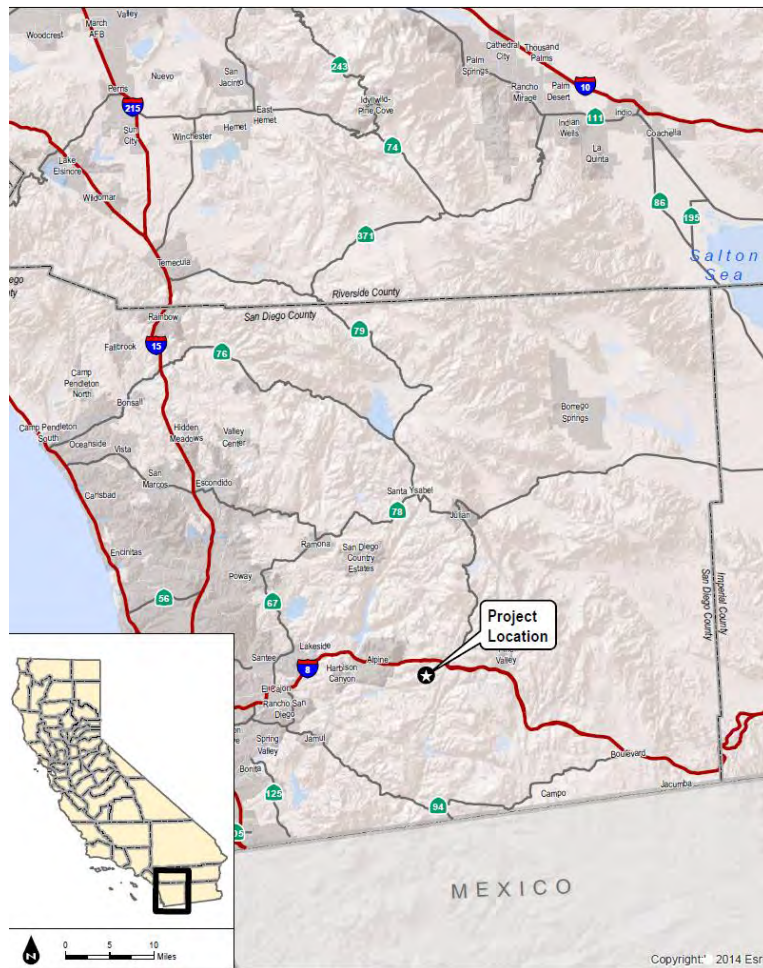 Valley
March
AFB
Woodcrest
Cathedral
City
Thousand
Palms
243
Palm
Springs
Nuevo
San
Jacinto
Perris
Rancho
Mirage
Palm
Desert
10
215
Idyllwild-
Pine Cove
East
Hemet
111
Indio
Sun
City
Winchester
Hemet
Indian
Wells
Coachella
74
La
Quinta
Lake
Elsinore
Wildomar
86
195
371
Salton
Sea
Temecula
Riverside County
San Diego County
Rainbow
79
15
Fallbrook
76
Camp
Pendleton
North
Bonsall
Borrego
Springs
Camp Pendleton
South
Oceanside
Vista
Hidden
Meadows
Valley
Center
San
Marcos
Escondido
Carlsbad
Santa Ysabel
78
Julian
Ramona
Encinitas
San Diego
Country
Estates
Poway
56
67
Imperial County
San Diego County
Project
Location
Lakeside
Santee
8
Harbison
Canyon
Alpine
Valley
El Cajon
Rancho San
Diego
Spring
Valley
Jamul
Bonita
Boulevard
125
94
Campo
Jacumba
MEXICO
0 5 10
Miles
Copyright:' 2014 Esr